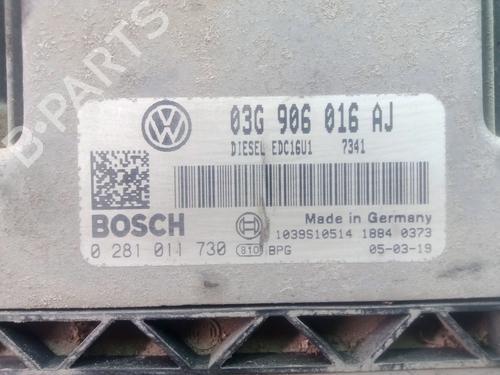 B-PARTS
03G 906 016 AJ
DIESEL EDC16U1 7341
BOSCH
Made in Germany
1039S10514 1884 0373
0 281 011 730 810 BPG 05-03-19